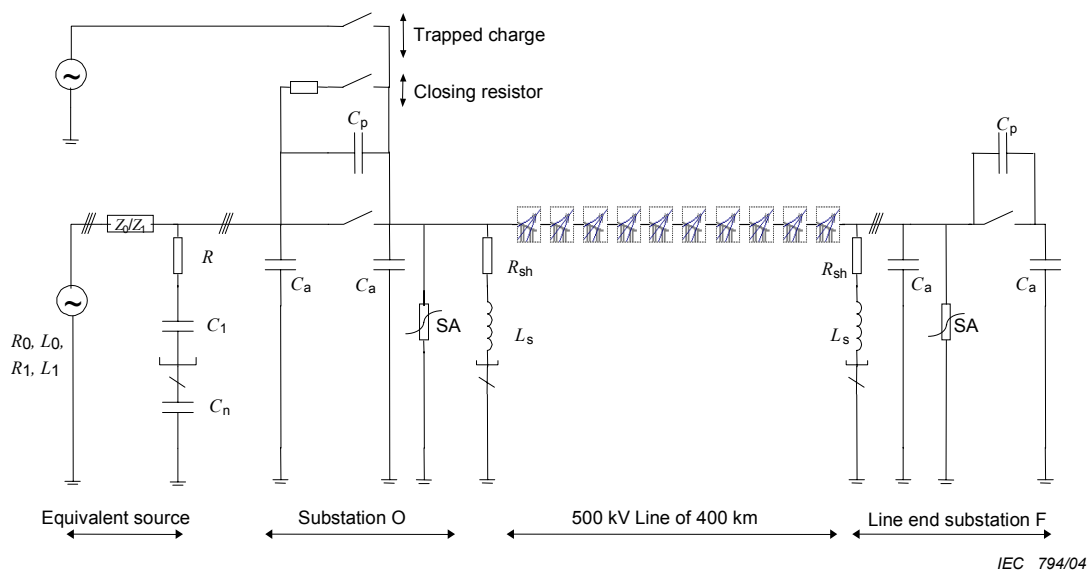 Trapped charge
~
Closing resistor
Cp
Cp
Z0/Z1
R
Rsh
Rsh
Ca
Ca
Ca
Ca
~
SA
SA
C1
Ls
Ls
R0, L0,
R1, L1
Cn
Equivalent source
Substation O
500 kV Line of 400 km
Line end substation F
IEC 794/04